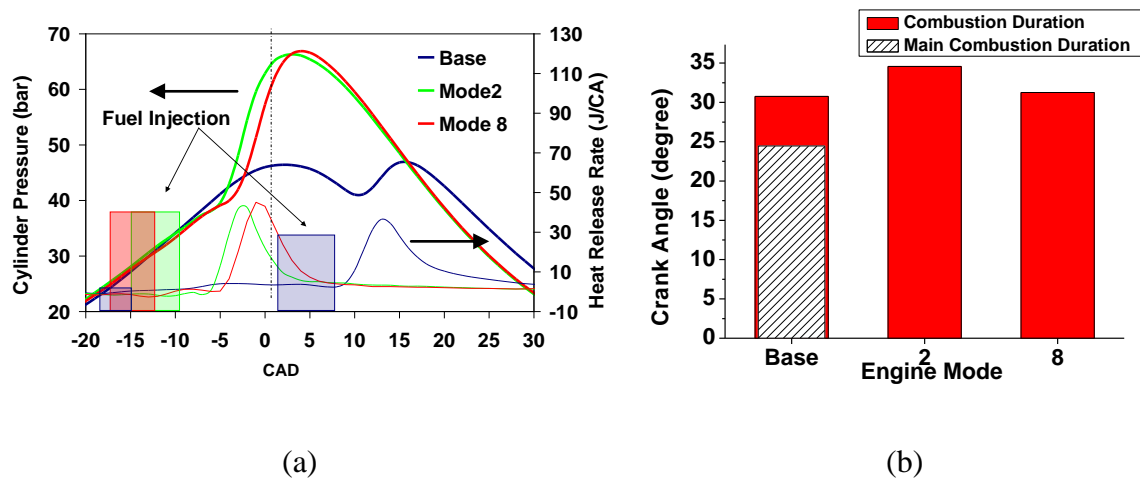 70
60
50
40
30
20
Cylinder Pressure (bar)
Fuel Injection
Base
Mode2
Mode 8
130
110
90
70
50
30
10
-10
Heat Release Rate (J/CA)
-20 -15 -10 -5 0 5 10 15 20 25 30
CAD
(a)
Combustion Duration
Main Combustion Duration
35
30
25
20
15
10
5
0
Crank Angle (degree)
Base 2 8
Engine Mode
(b)